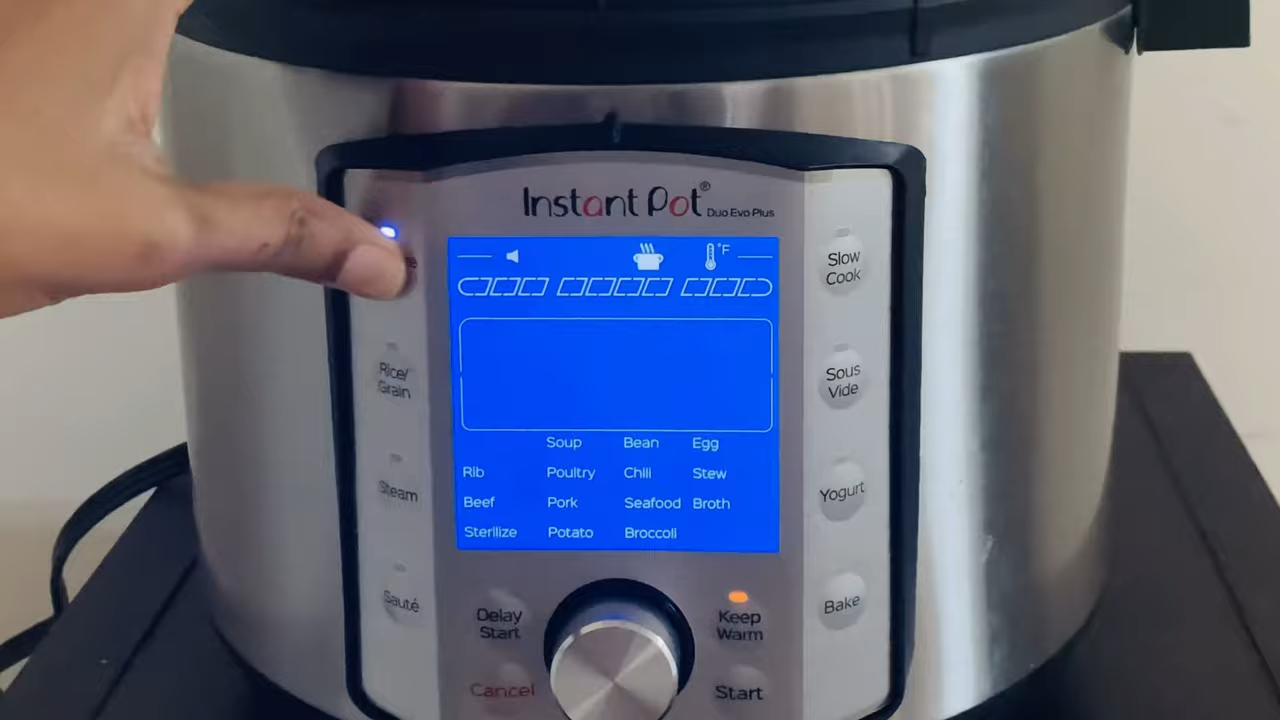 Instant Pot®
Duo Evo Plus
°F
Rice/
Grain
Steam
Sauté
Soup Bean Egg
Rib Poultry Chili Stew
Beef Pork Seafood Broth
Sterilize Potato Broccoli
Slow
Cook
Sous
Vide
Yogurt
Bake
Delay
Start
Keep
Warm
Cancel
Start